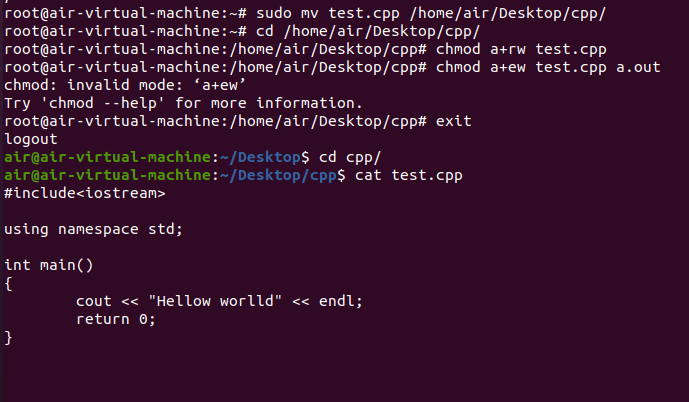 root@air-virtual-machine:~# sudo mv test.cpp /home/air/Desktop/cpp/
root@air-virtual-machine:~# cd /home/air/Desktop/cpp/
root@air-virtual-machine:/home/air/Desktop/cpp# chmod a+rw test.cpp
root@air-virtual-machine:/home/air/Desktop/cpp# chmod a+ew test.cpp a.out
chmod: invalid mode: ‘a+ew’
Try 'chmod --help' for more information.
root@air-virtual-machine:/home/air/Desktop/cpp# exit
logout
air@air-virtual-machine:~/Desktop$ cd cpp/
air@air-virtual-machine:~/Desktop/cpp$ cat test.cpp
#include<iostream>

using namespace std;

int main()
{
        cout << "Hellow worlld" << endl;
        return 0;
}